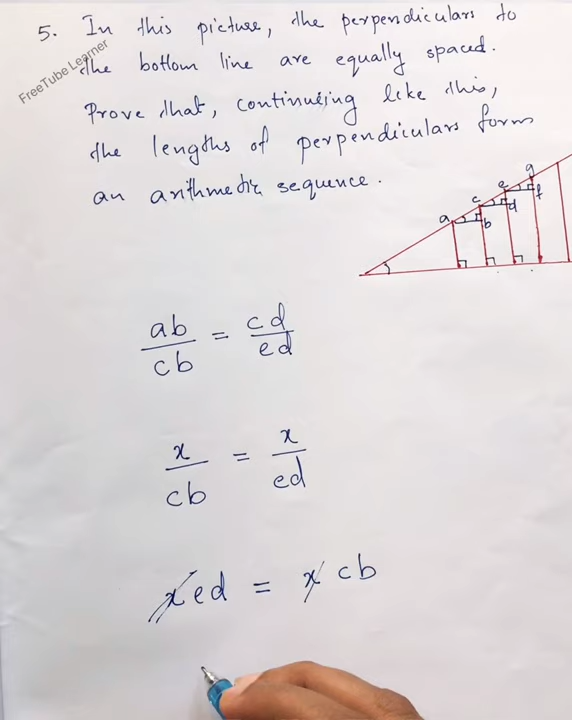 5. In this picture, the perpendiculars to
the bottom line are equally spaced.
FreeTube Learner
Prove that, continuing like this,
the lengths of perpendiculars form
an arithmetic sequence.
g
e
f
c
d
a
b
ab/cb = cd/ed
x/cb = x/ed
x ed = x cb